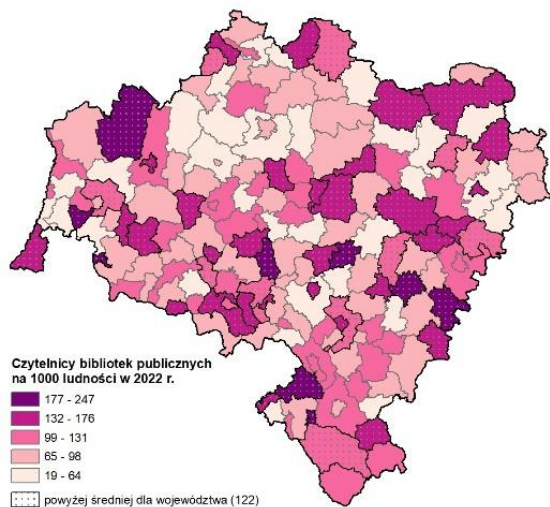 Czytelnicy bibliotek publicznych
na 1000 ludności w 2022 r.
177 - 247
132 - 176
99 - 131
65 - 98
19 - 64
powyżej średniej dla województwa (122)